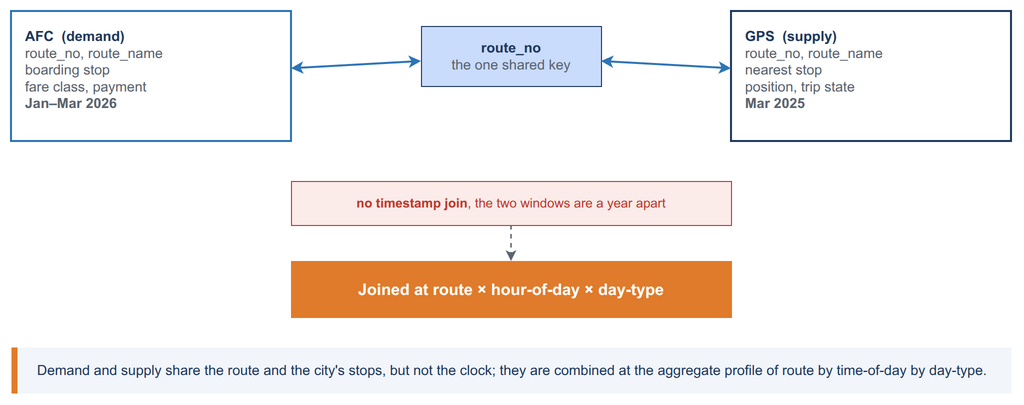 AFC (demand)
route_no, route_name
boarding stop
fare class, payment
Jan–Mar 2026
route_no
the one shared key
GPS (supply)
route_no, route_name
nearest stop
position, trip state
Mar 2025
no timestamp join, the two windows are a year apart
Joined at route × hour-of-day × day-type
Demand and supply share the route and the city's stops, but not the clock; they are combined at the aggregate profile of route by time-of-day by day-type.